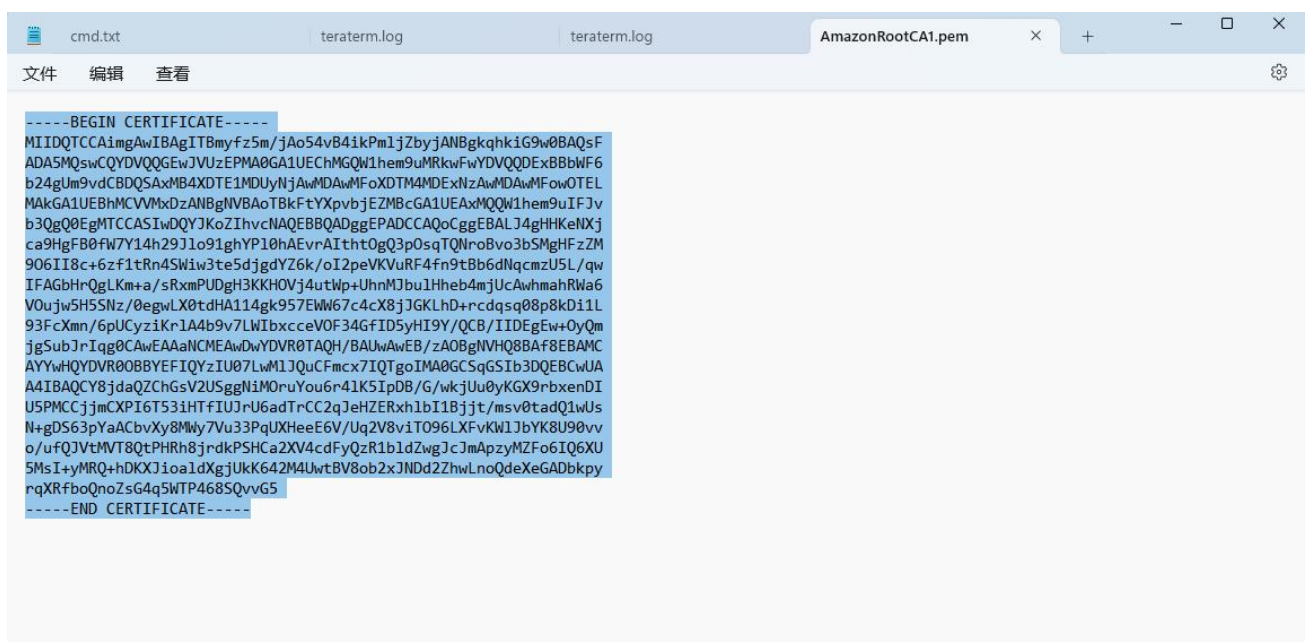 cmd.txt
teraterm.log
teraterm.log
AmazonRootCA1.pem
文件
编辑
查看
-----BEGIN CERTIFICATE-----
MIIDQTCCAimgAwIBAgITBmyfz5m/jAo54vB4ikPmljZbyjANBgkqhkiG9w0BAQsF
ADA5MQswCQYDVQQGEwJVUzEPMA0GA1UEChMGQW1hem9uMRkwFwYDVQQDExBBbWF6
b24gUm9vdCBDQSAxMB4XDTE1MDUyNjAwMDAwMFoXDTM4MDExNzAwMDAwMFowOTEL
MAkGA1UEBhMCVVMxDzANBgNVBAoTBkFtYXpvbjEZMBcGA1UEAxMQQW1hem9uIFJv
b3QgQ0EgMTCCASIwDQYJKoZIhvcNAQEBBQADggEPADCCAQoCggEBALJ4gHHKeNXj
ca9HgFB0fW7Y14h29Jlo91ghYPl0hAEvrAIthtOgQ3pOsqTQNroBvo3bSMgHFzZM
9O6II8c+6zf1tRn4SWiw3te5djgdYZ6k/oI2peVKVuRF4fn9tBb6dNqcmzU5L/qw
IFAGbHrQgLKm+a/sRxmPUDgH3KKHOVj4utWp+UhnMJbulHheb4mjUcAwhmahRWa6
VOujw5H5SNz/0egwLX0tdHA114gk957EWW67c4cX8jJGKLhD+rcdqsq08p8kDi1L
93FcXmn/6pUCyziKrlA4b9v7LWIbxcceVOF34GfID5yHI9Y/QCB/IIDEgEw+OyQm
jgSubJrIqg0CAwEAAaNCMEAwDwYDVR0TAQH/BAUwAwEB/zAOBgNVHQ8BAf8EBAMC
AYYwHQYDVR0OBBYEFIQYzIU07LwMlJQuCFmcx7IQTgoIMA0GCSqGSIb3DQEBCwUA
A4IBAQCY8jdaQZChGsV2USggNiMOruYou6r4lK5IpDB/G/wkjUu0yKGX9rbxenDI
U5PMCCjjmCXPI6T53iHTfIUJrU6adTrCC2qJeHZERxhlbI1Bjjt/msv0tadQ1wUs
N+gDS63pYaACbvXy8MWy7Vu33PqUXHeeE6V/Uq2V8viTO96LXFvKWlJbYK8U90vv
o/ufQJVtMVT8QtPHRh8jrdkPSHCa2XV4cdFyQzR1bldZwgJcJmApzyMZFo6IQ6XU
5MsI+yMRQ+hDKXJioaldXgjUkK642M4UwtBV8ob2xJNDd2ZhwLnoQdeXeGADbkpy
rqXRfboQnoZsG4q5WTP468SQvvG5
-----END CERTIFICATE-----